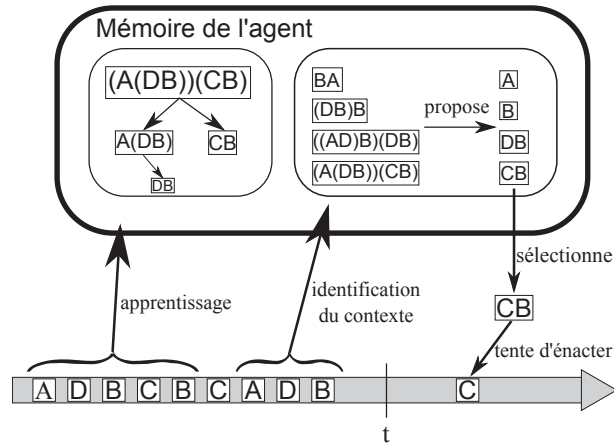 Mémoire de l'agent
(A(DB))(CB)
A(DB) CB
DB
BA A
(DB)B B
((AD)B)(DB) DB
(A(DB))(CB) CB
propose
sélectionne
apprentissage
identification
du contexte
CB
tente d'énacter
A D B C B C A D B C
t